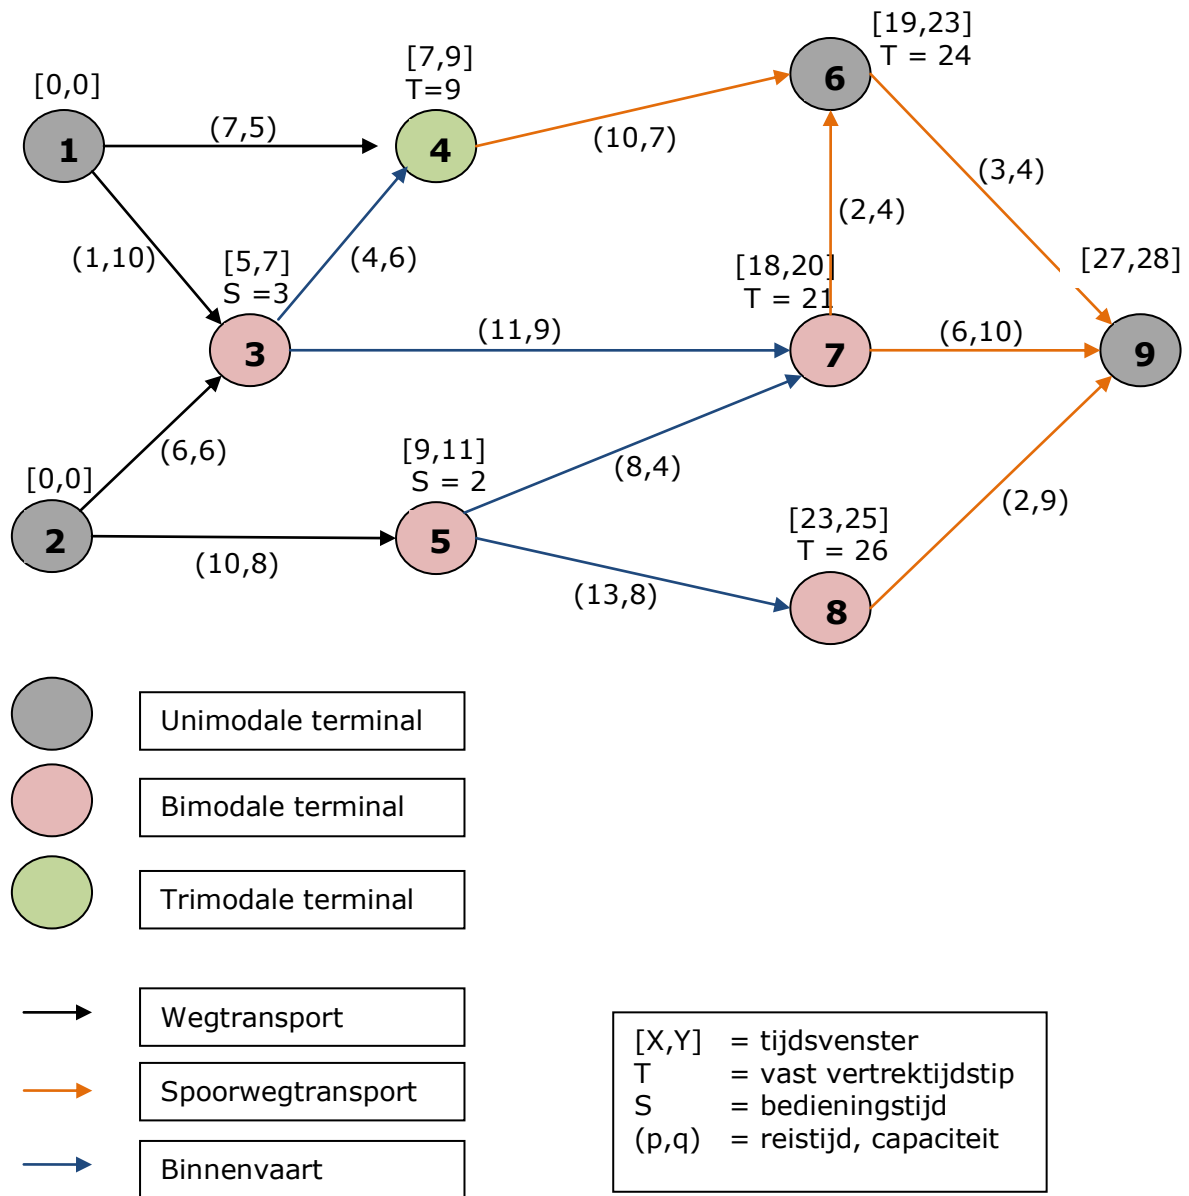 [19,23]
T = 24
[7,9]
T=9
[0,0]
6
(7,5)
1
4
(10,7)
(3,4)
(2,4)
(1,10)
[5,7]
S =3
(4,6)
[18,20]
T = 21
[27,28]
(11,9)
(6,10)
3
7
9
(6,6)
[9,11]
S = 2
(8,4)
[0,0]
2
5
(10,8)
[23,25]
T = 26
(2,9)
(13,8)
8
Unimodale terminal
Bimodale terminal
Trimodale terminal
Wegtransport
Spoorwegtransport
Binnenvaart
[X,Y] = tijdsvenster
T = vast vertrektijdstip
S = bedieningstijd
(p,q) = reistijd, capaciteit